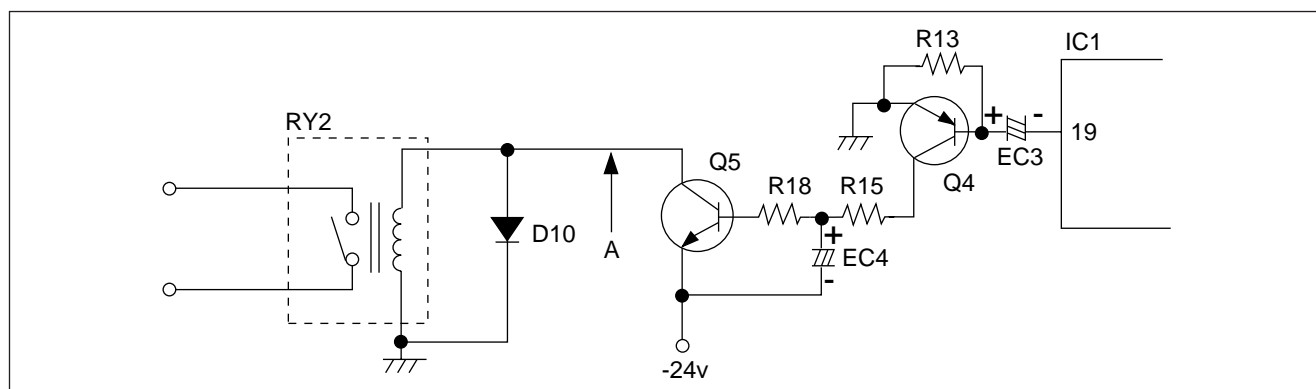 R13
IC1
RY2
+ -
19
Q5
EC3
R18
R15
Q4
D10
A
+
EC4
-
-24v